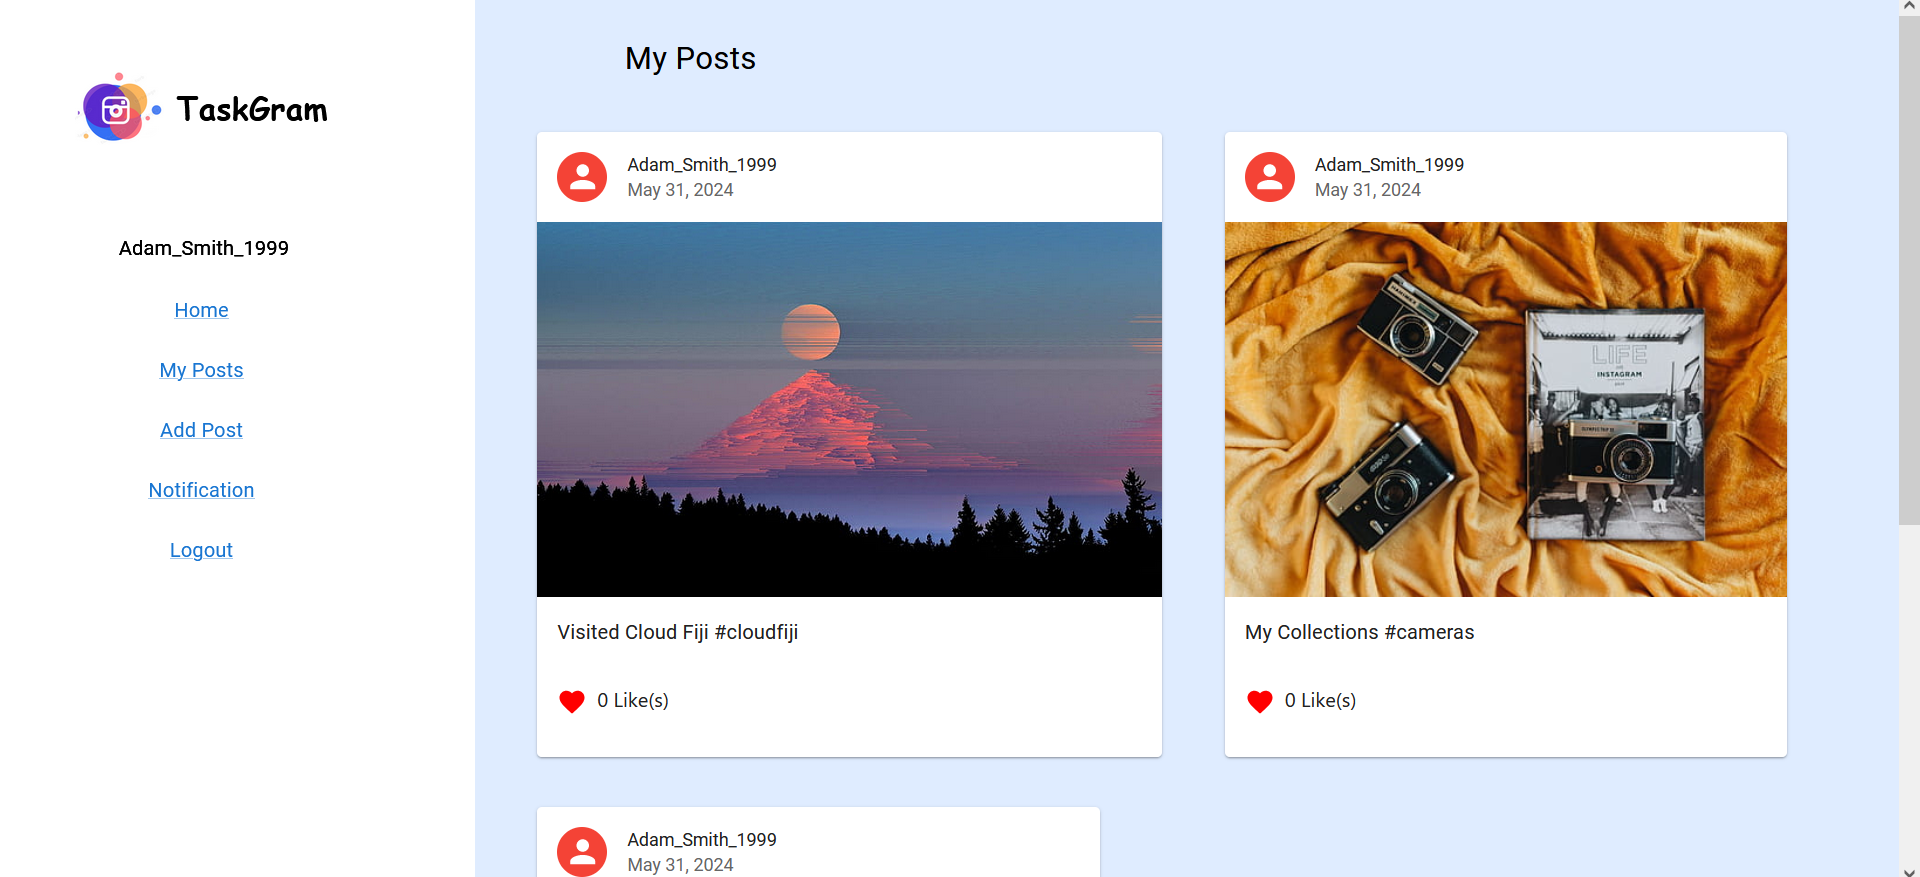 TaskGram
Adam_Smith_1999
Home
My Posts
Add Post
Notification
Logout
My Posts
Adam_Smith_1999
May 31, 2024
Visited Cloud Fiji #cloudfiji
0 Like(s)
Adam_Smith_1999
May 31, 2024
LIFE
INSTAGRAM
My Collections #cameras
0 Like(s)
Adam_Smith_1999
May 31, 2024